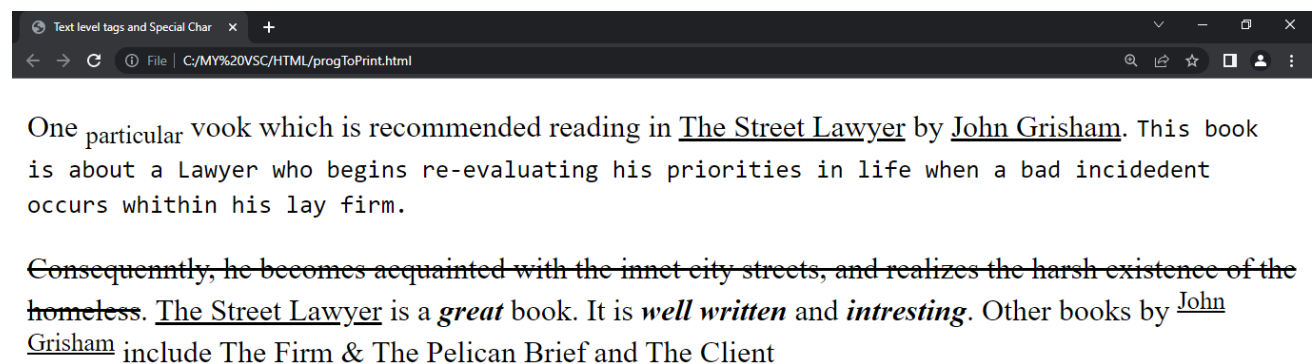 Text level tags and Special Char
File C:/MY%20VSC/HTML/progToPrint.html
One particular vook which is recommended reading in The Street Lawyer by John Grisham. This book
is about a Lawyer who begins re-evaluating his priorities in life when a bad incidedent
occurs whithin his lay firm.
Consequenntly, he becomes acquainted with the innet city streets, and realizes the harsh existence of the
homeless. The Street Lawyer is a great book. It is well written and intresting. Other books by John
Grisham include The Firm & The Pelican Brief and The Client